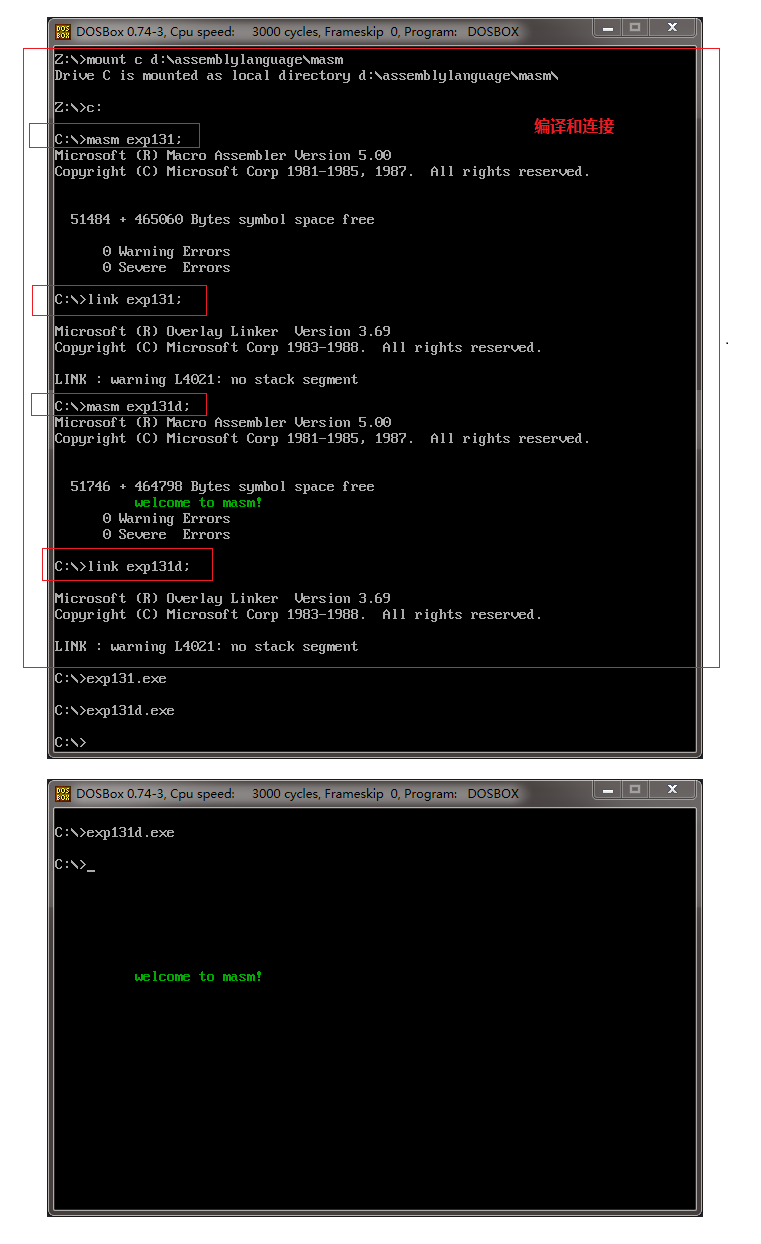 DOSBox 0.74-3, Cpu speed: 3000 cycles, Frameskip 0, Program: DOSBOX
Z:\>mount c d:\assemblylanguage\masm
Drive C is mounted as local directory d:\assemblylanguage\masm\
Z:\>c:
编译和连接
C:\>masm exp131;
Microsoft (R) Macro Assembler Version 5.00
Copyright (C) Microsoft Corp 1981-1985, 1987.  All rights reserved.
51484 + 465060 Bytes symbol space free
0 Warning Errors
0 Severe  Errors
C:\>link exp131;
Microsoft (R) Overlay Linker  Version 3.69
Copyright (C) Microsoft Corp 1983-1988.  All rights reserved.
LINK : warning L4021: no stack segment
C:\>masm exp131d;
Microsoft (R) Macro Assembler Version 5.00
Copyright (C) Microsoft Corp 1981-1985, 1987.  All rights reserved.
51746 + 464798 Bytes symbol space free
welcome to masm!
0 Warning Errors
0 Severe  Errors
C:\>link exp131d;
Microsoft (R) Overlay Linker  Version 3.69
Copyright (C) Microsoft Corp 1983-1988.  All rights reserved.
LINK : warning L4021: no stack segment
C:\>exp131.exe
C:\>exp131d.exe
C:\>
DOSBox 0.74-3, Cpu speed: 3000 cycles, Frameskip 0, Program: DOSBOX
C:\>exp131d.exe
C:\>_
welcome to masm!